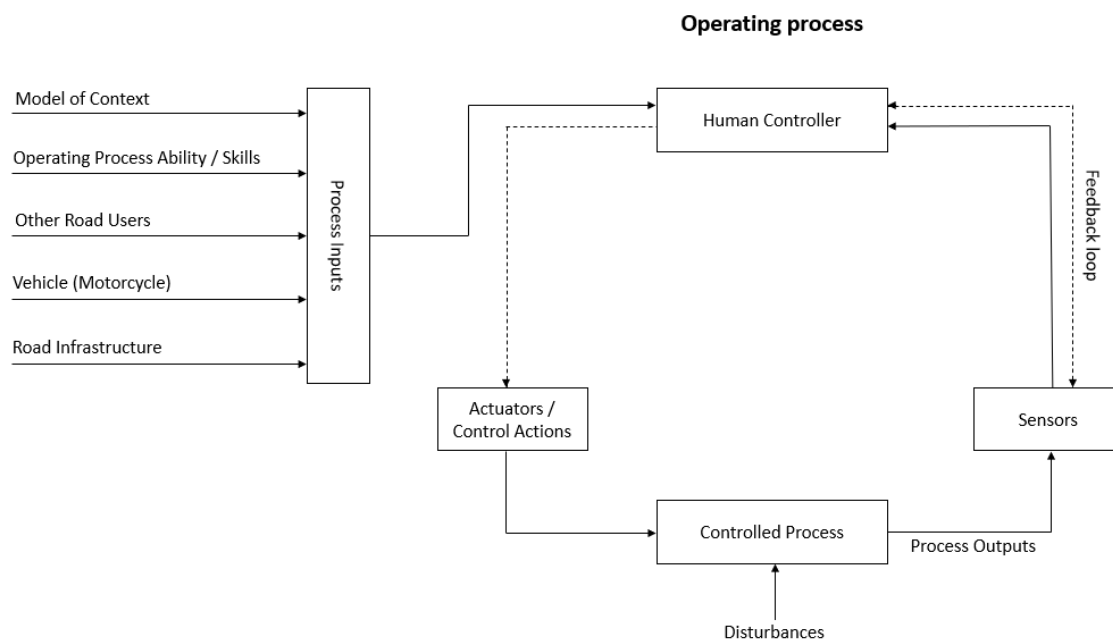 Operating process
Model of Context
Operating Process Ability / Skills
Other Road Users
Vehicle (Motorcycle)
Road Infrastructure
Process Inputs
Human Controller
Feedback loop
Actuators /
Control Actions
Sensors
Controlled Process
Process Outputs
Disturbances